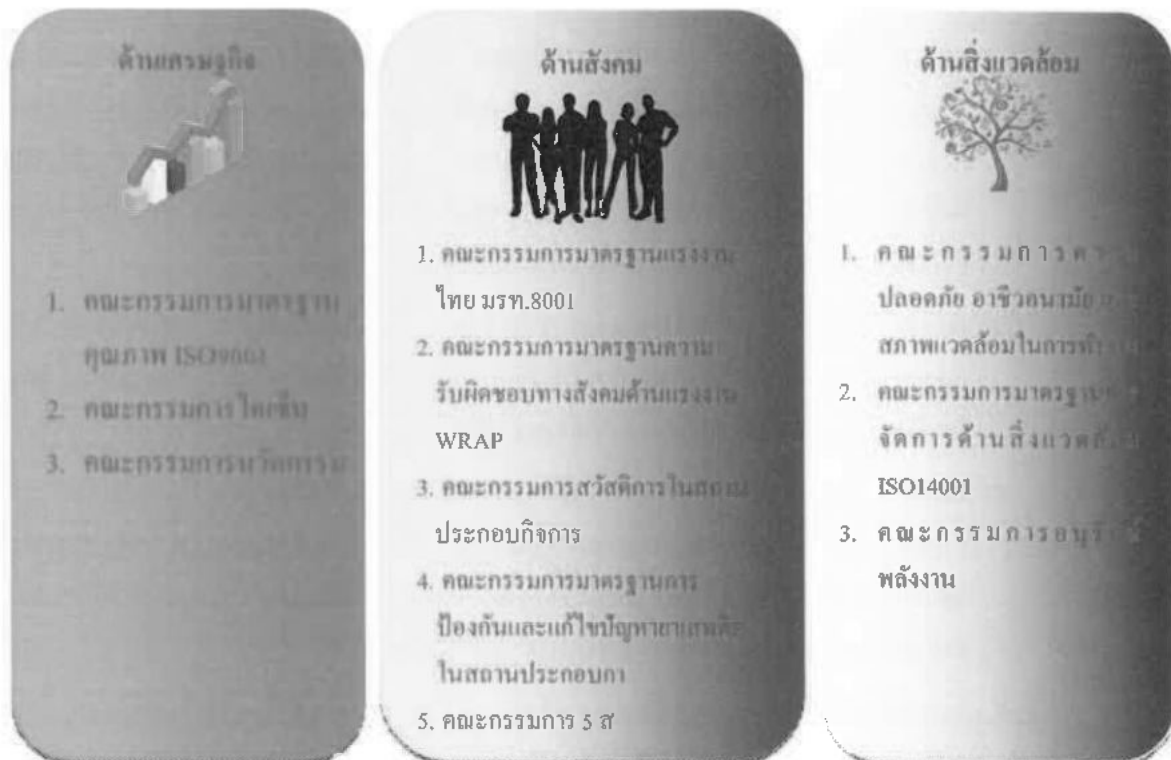 ด้านเศรษฐกิจ
1. คณะกรรมการมาตรฐาน
คุณภาพ ISO9001
2. คณะกรรมการไคเซ็น
3. คณะกรรมการนวัตกรรม
ด้านสังคม
1. คณะกรรมการมาตรฐานแรงงาน
ไทย มรท.8001
2. คณะกรรมการมาตรฐานความ
รับผิดชอบทางสังคมด้านแรงงาน
WRAP
3. คณะกรรมการสวัสดิการในสถาน
ประกอบกิจการ
4. คณะกรรมการมาตรฐานการ
ป้องกันและแก้ไขปัญหายาเสพติด
ในสถานประกอบกา
5. คณะกรรมการ 5 ส
ด้านสิ่งแวดล้อม
1. คณะกรรมการ
ปลอดภัย อาชีวอนามัย
สภาพแวดล้อมในการ
2. คณะกรรมการมาตรฐาน
จัดการด้านสิ่งแวดล้อม
ISO14001
3. คณะกรรมการอนุรักษ์
พลังงาน